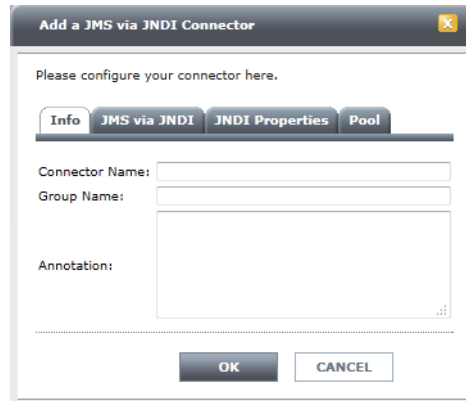 Add a JMS via JNDI Connector
Please configure your connector here.
Info JMS via JNDI JNDI Properties Pool
Connector Name:
Group Name:
Annotation:
OK CANCEL